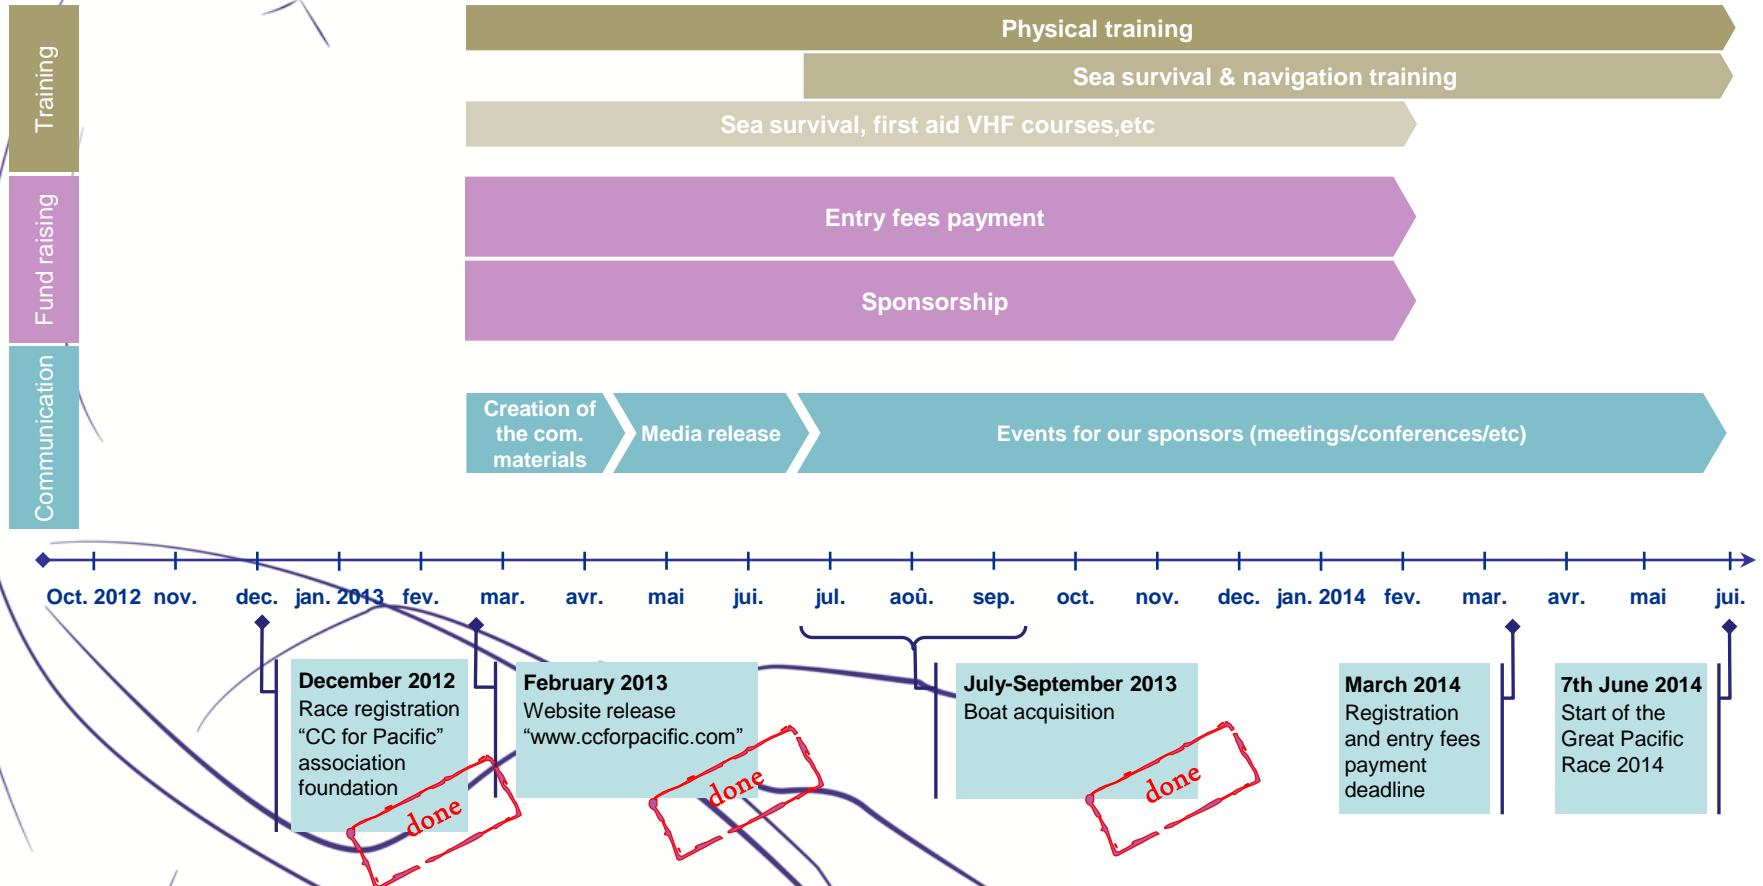 Training
Physical training
Sea survival & navigation training
Sea survival, first aid VHF courses,etc
Fund raising
Entry fees payment
Sponsorship
Communication
Creation of
the com.
materials
Media release
Events for our sponsors (meetings/conferences/etc)
Oct. 2012 nov. dec. jan. 2013 fev. mar. avr. mai jui. jul. aoû. sep. oct. nov. dec. jan. 2014 fev. mar. avr. mai jui.
December 2012
Race registration
“CC for Pacific”
association
foundation
done
February 2013
Website release
“www.ccforpacific.com”
done
July-September 2013
Boat acquisition
done
March 2014
Registration
and entry fees
payment
deadline
7th June 2014
Start of the
Great Pacific
Race 2014